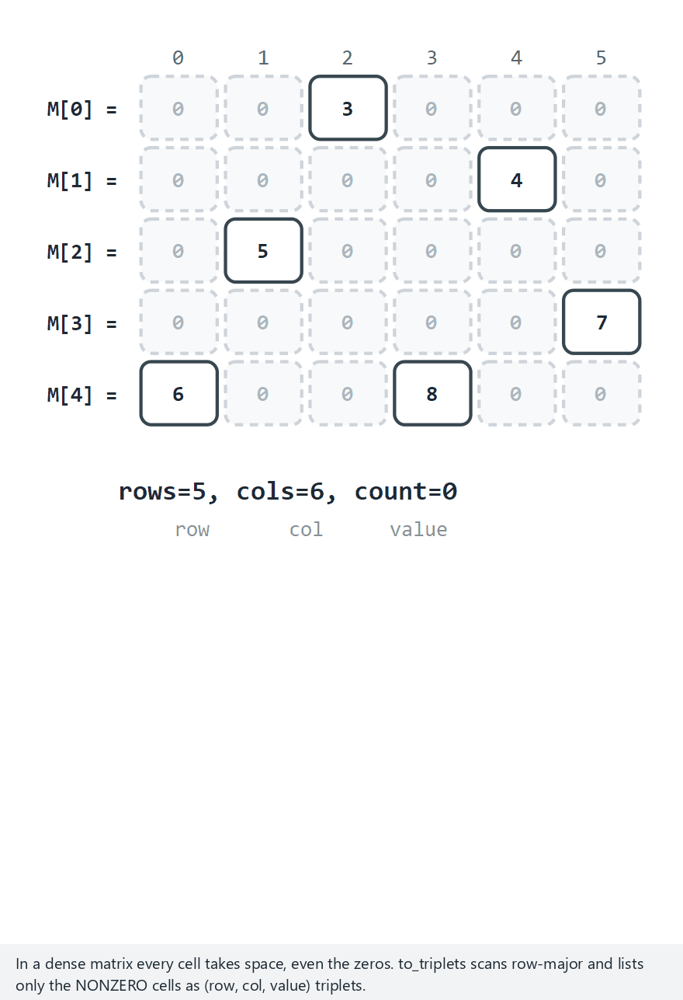 0 1 2 3 4 5
M[0] = 0 0 3 0 0 0
M[1] = 0 0 0 0 4 0
M[2] = 0 5 0 0 0 0
M[3] = 0 0 0 0 0 7
M[4] = 6 0 0 8 0 0
rows=5, cols=6, count=0
row col value
In a dense matrix every cell takes space, even the zeros. to_triplets scans row-major and lists
only the NONZERO cells as (row, col, value) triplets.